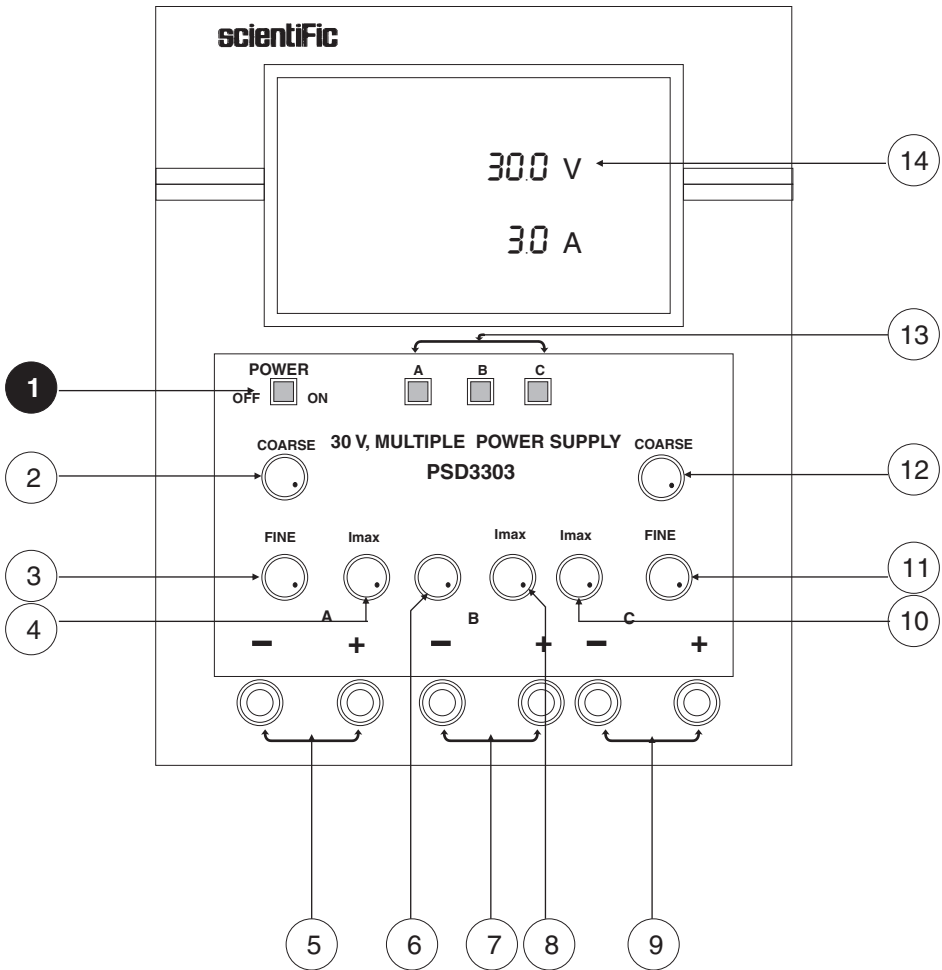 scientiFic
30.0 V
14
3.0 A
13
POWER
A B C
1
OFF ON
30 V, MULTIPLE POWER SUPPLY
COARSE
COARSE
PSD3303
2
12
FINE Imax Imax Imax FINE
3
11
4
10
A B C
− + − + − +
5 6 7 8 9